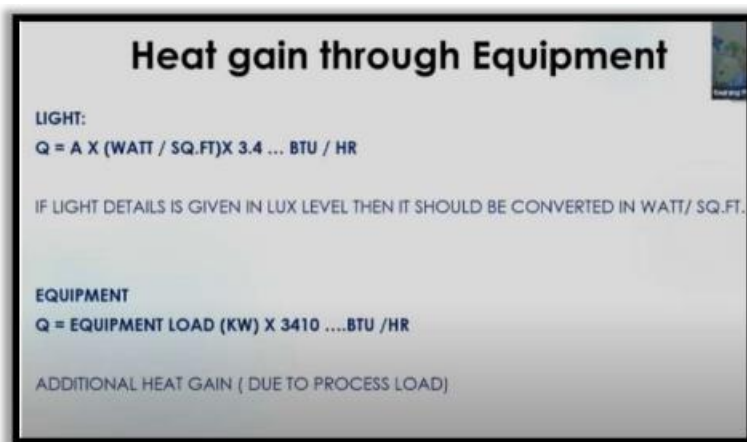 Heat gain through Equipment
LIGHT:
Q = A X (WATT / SQ.FT)X 3.4 ... BTU / HR
IF LIGHT DETAILS IS GIVEN IN LUX LEVEL THEN IT SHOULD BE CONVERTED IN WATT/ SQ.FT.
EQUIPMENT
Q = EQUIPMENT LOAD (KW) X 3410 ....BTU /HR
ADDITIONAL HEAT GAIN ( DUE TO PROCESS LOAD)